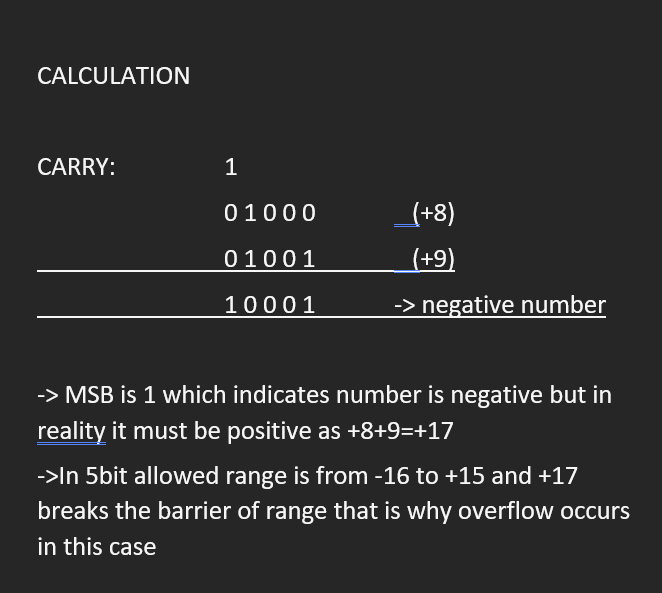 CALCULATION
CARRY: 1
0 1 0 0 0 (+8)
0 1 0 0 1 (+9)
1 0 0 0 1 -> negative number
-> MSB is 1 which indicates number is negative but in
reality it must be positive as +8+9=+17
->In 5bit allowed range is from -16 to +15 and +17
breaks the barrier of range that is why overflow occurs
in this case